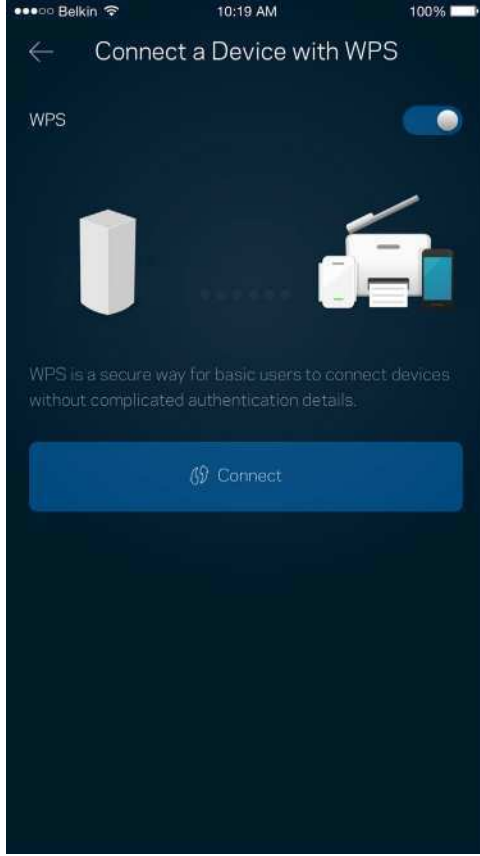 Belkin 10:19 AM 100%
Connect a Device with WPS
WPS
WPS is a secure way for basic users to connect devices
without complicated authentication details.
Connect